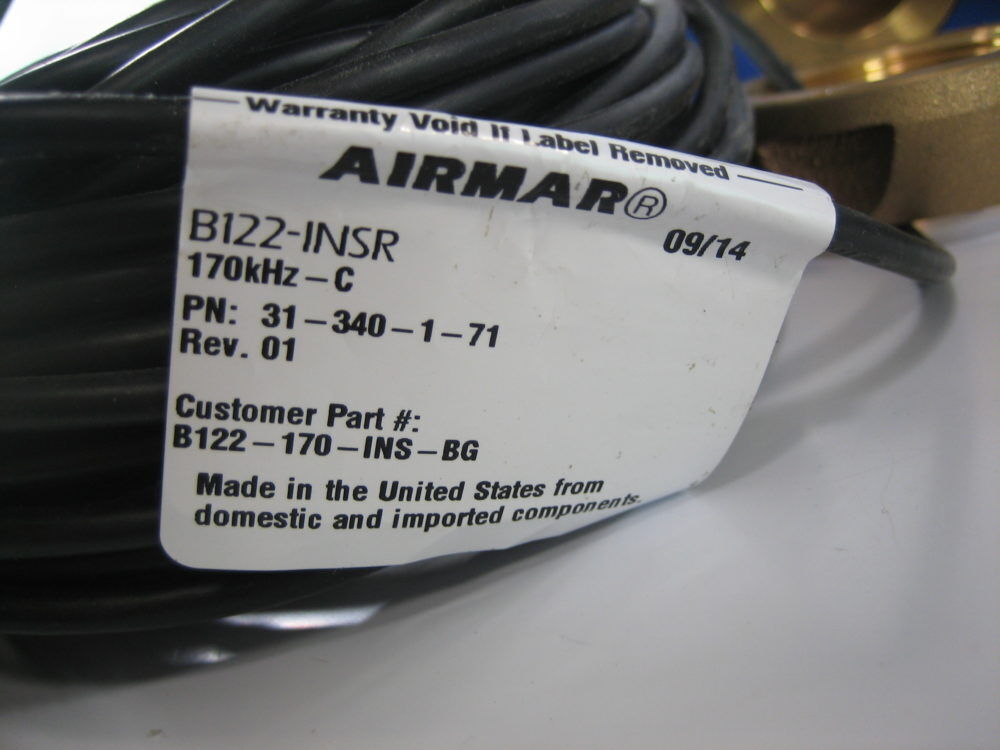 Warranty Void If Label Removed
AIRMAR®
B122-INSR
09/14
170kHz-C
PN: 31-340-1-71
Rev. 01
Customer Part #:
B122-170-INS-BG
Made in the United States from
domestic and imported components.